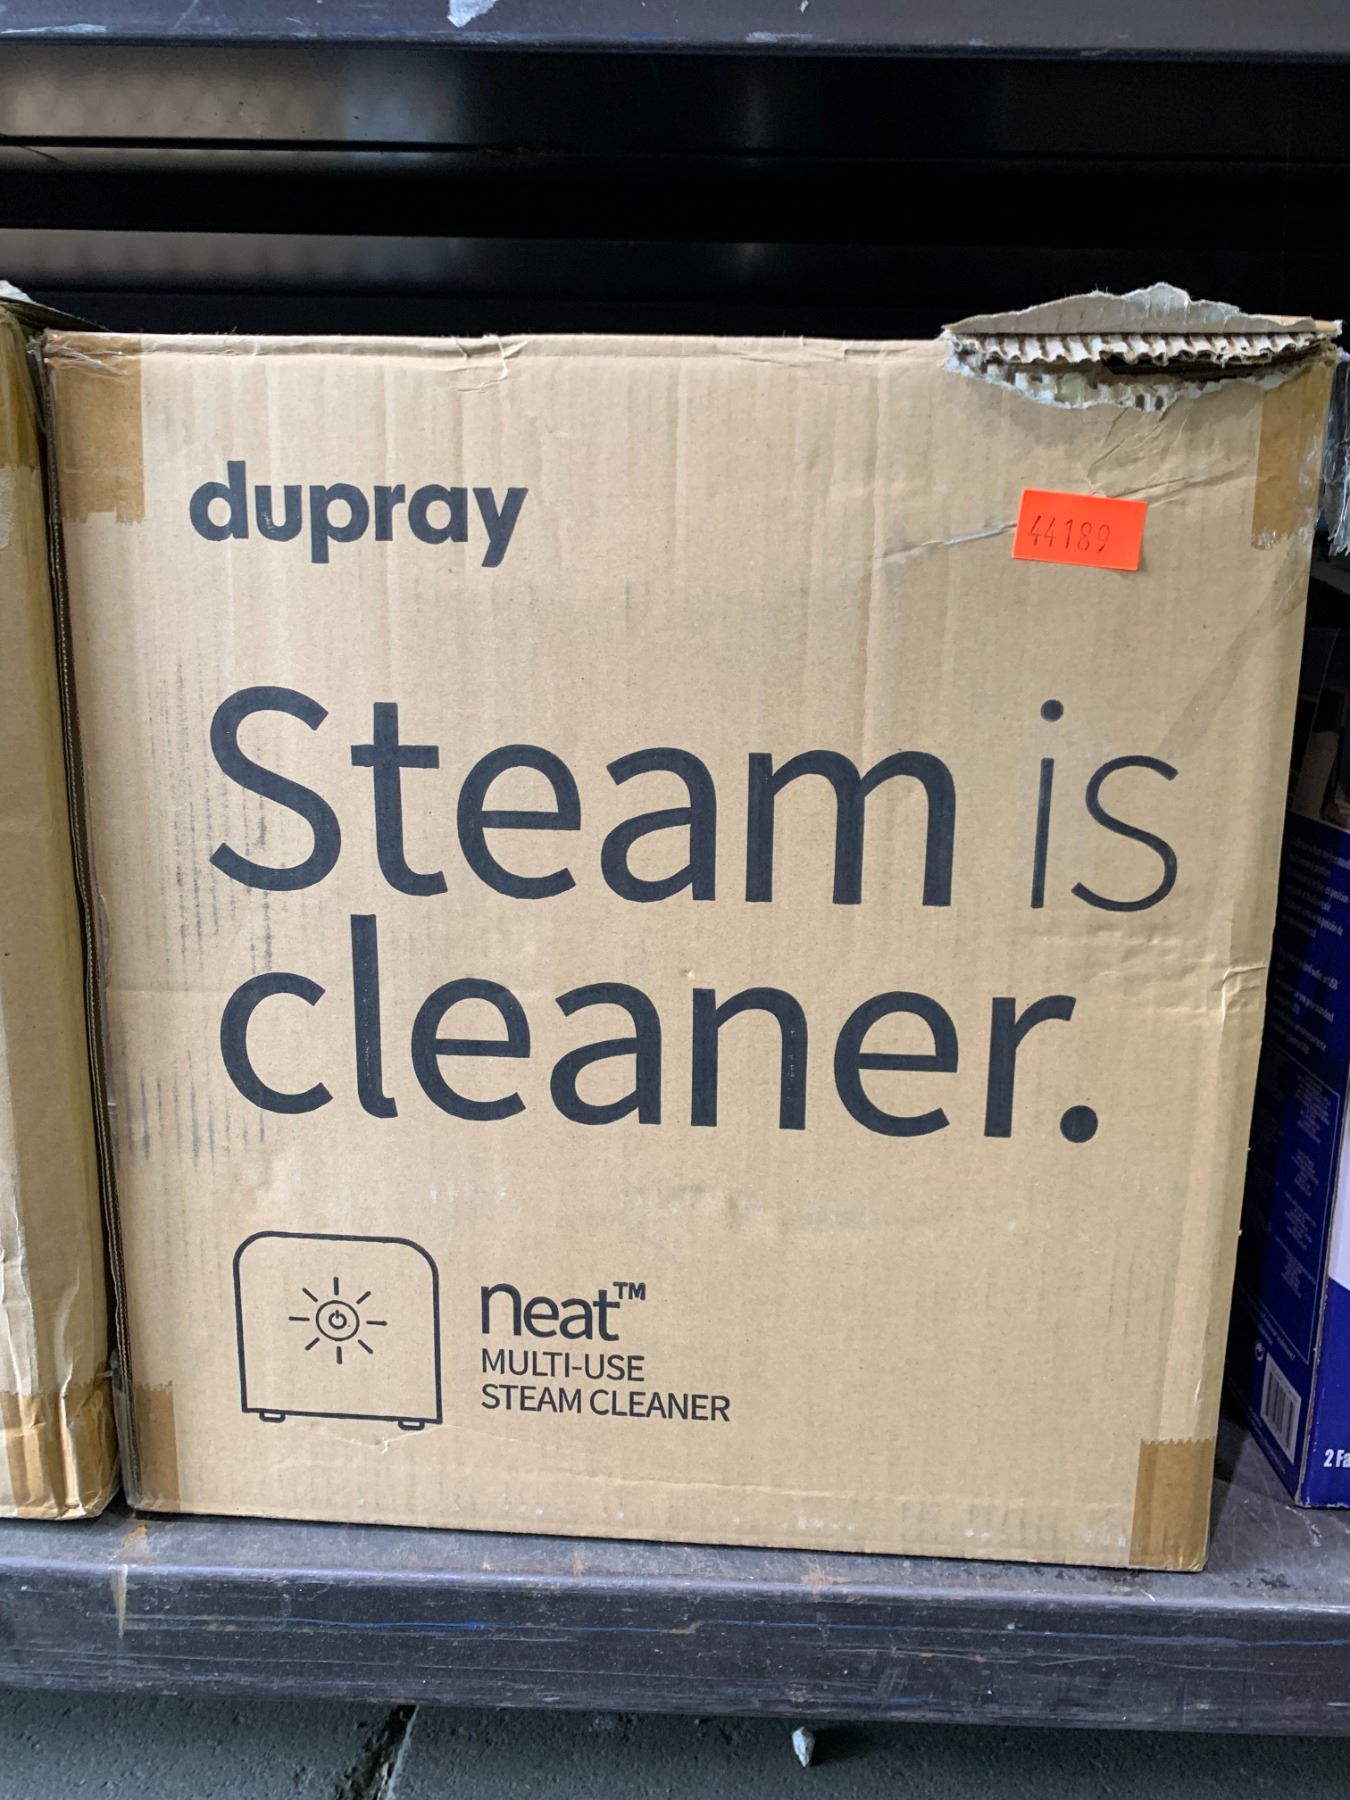 dupray
44189
Steam is
cleaner.
neat™
MULTI-USE
STEAM CLEANER